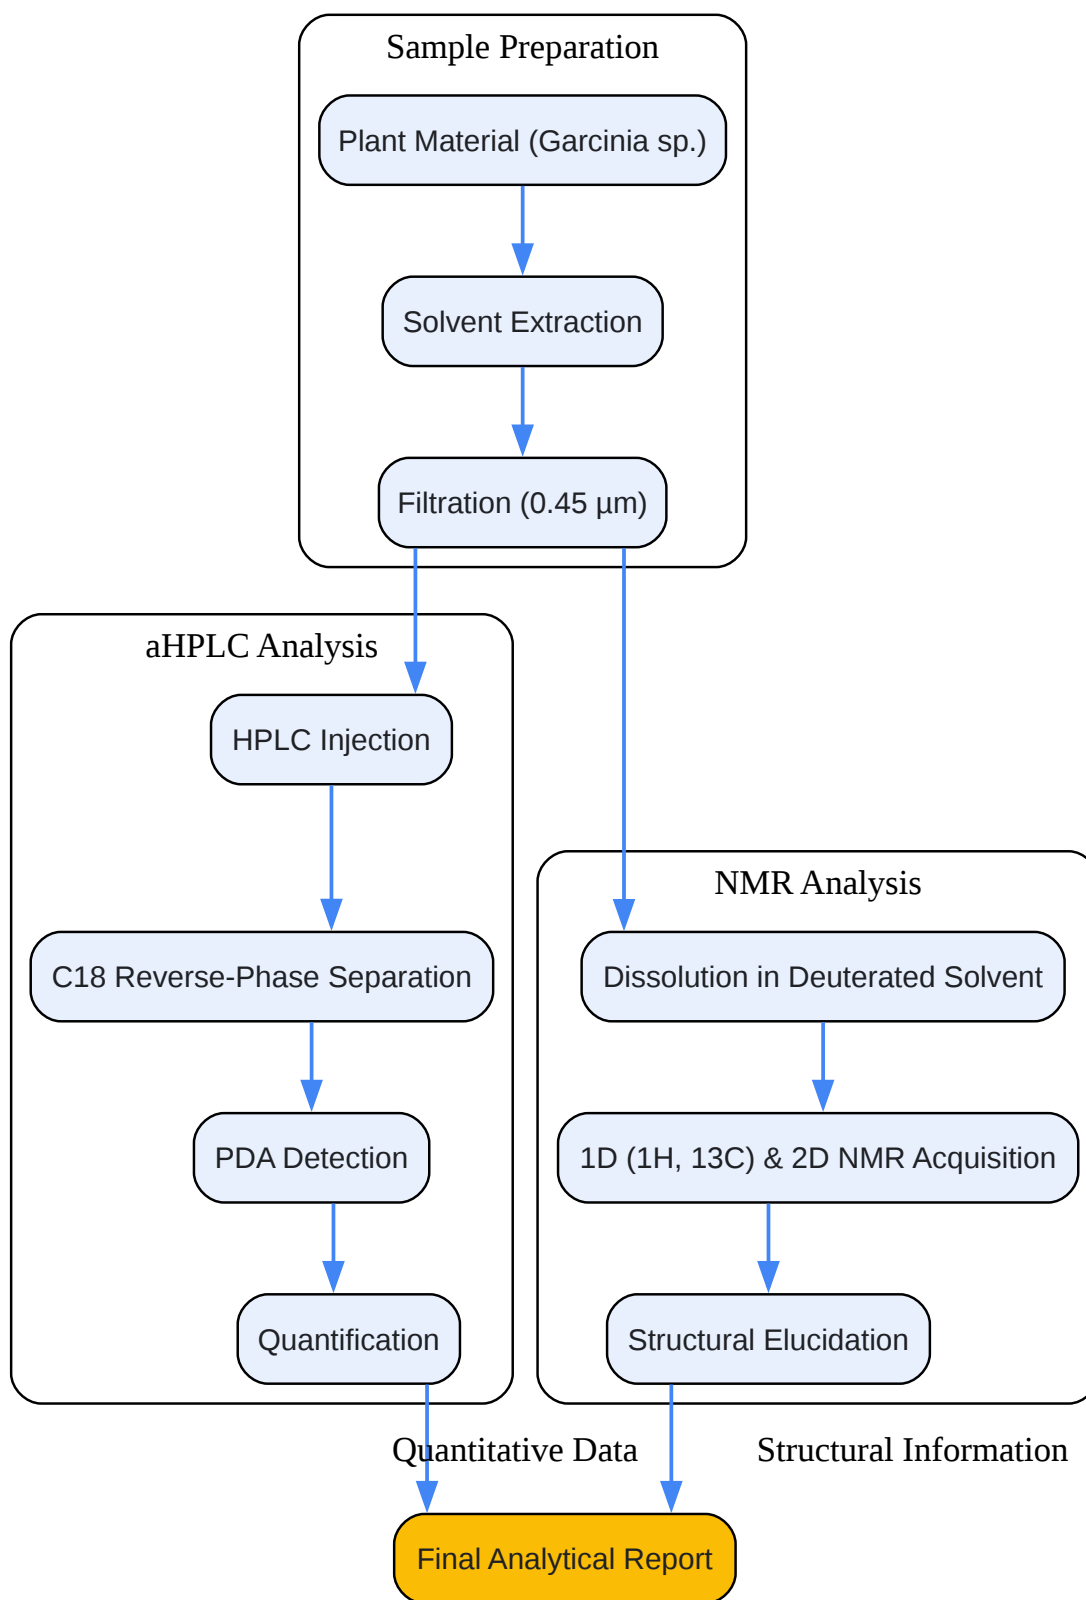 Sample Preparation
Plant Material (Garcinia sp.)
Solvent Extraction
Filtration (0.45 µm)
aHPLC Analysis
HPLC Injection
C18 Reverse-Phase Separation
PDA Detection
Quantification
NMR Analysis
Dissolution in Deuterated Solvent
1D (1H, 13C) & 2D NMR Acquisition
Structural Elucidation
Quantitative Data
Structural Information
Final Analytical Report